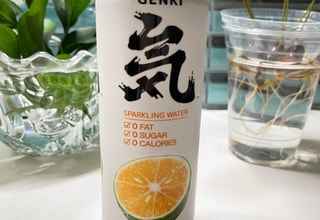 GENKI
気
SPARKLING WATER
0 FAT
0 SUGAR
0 CALORIES